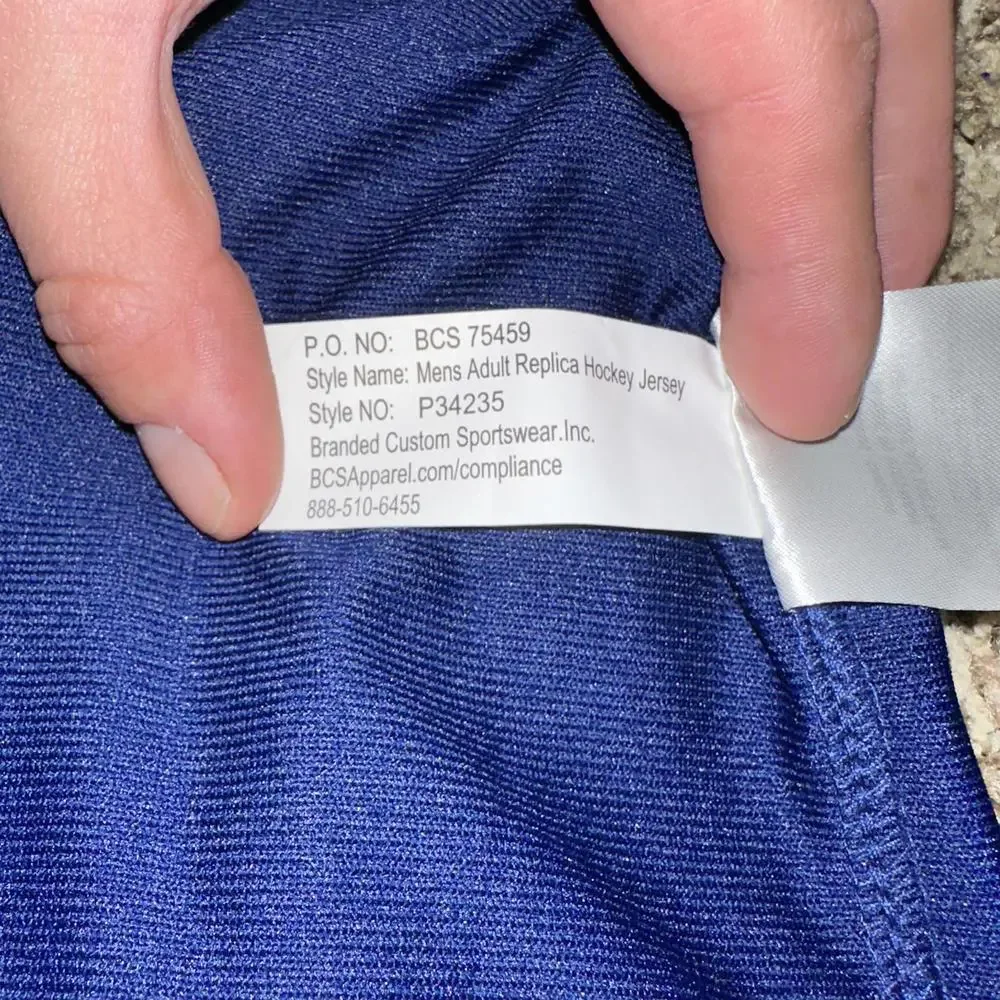 P.O. NO: BCS 75459
Style Name: Mens Adult Replica Hockey Jersey
Style NO: P34235
Branded Custom Sportswear.Inc.
BCSApparel.com/compliance
888-510-6455